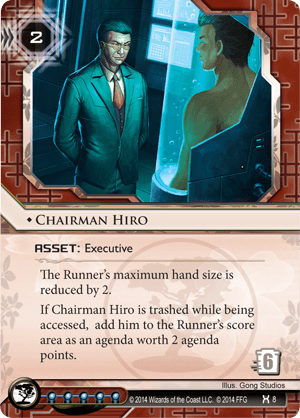 2
◆ Chairman Hiro
ASSET: Executive
The Runner's maximum hand size is
reduced by 2.
If Chairman Hiro is trashed while being
accessed, add him to the Runner's score
area as an agenda worth 2 agenda
points.
6
Illus. Gong Studios
© 2014 Wizards of the Coast LLC. © 2014 FFG
8